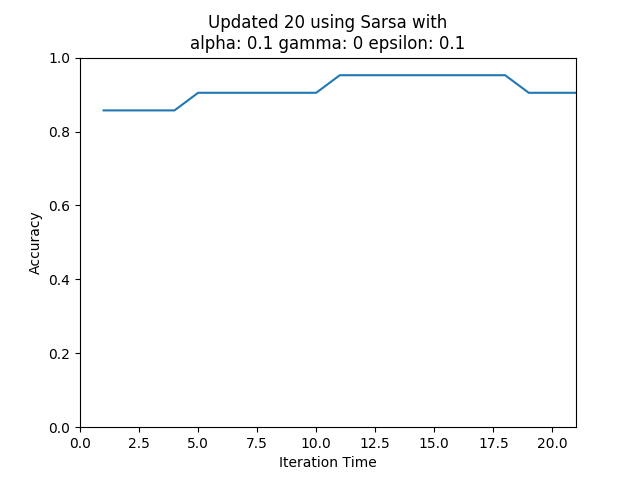 Updated 20 using Sarsa with
alpha: 0.1 gamma: 0 epsilon: 0.1
1.0
0.8
0.6
0.4
0.2
0.0
Accuracy
0.0 2.5 5.0 7.5 10.0 12.5 15.0 17.5 20.0
Iteration Time